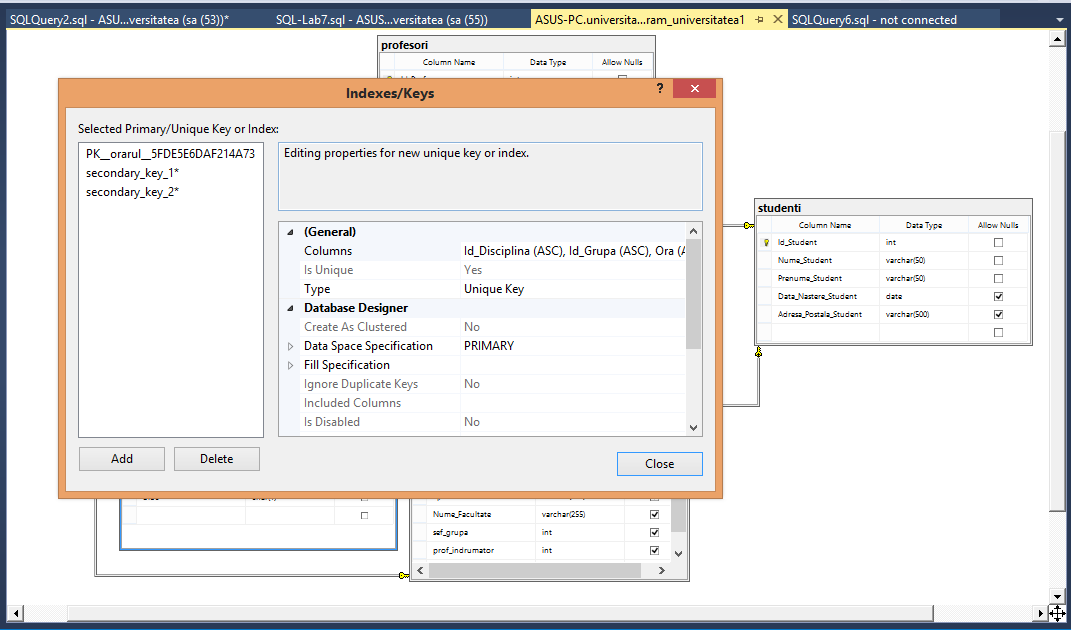 SQLQuery2.sql - ASU...versitatea (sa (53))*
SQL-Lab7.sql - ASUS...versitatea (sa (55))
ASUS-PC.universita...ram_universitatea1
SQLQuery6.sql - not connected
profesori
Column Name Data Type Allow Nulls
Indexes/Keys
?
Selected Primary/Unique Key or Index:
PK__orarul__5FDE5E6DAF214A73
secondary_key_1*
secondary_key_2*
Add
Delete
Editing properties for new unique key or index.
(General)
Columns Id_Disciplina (ASC), Id_Grupa (ASC), Ora (A
Is Unique Yes
Type Unique Key
Database Designer
Create As Clustered No
Data Space Specification PRIMARY
Fill Specification
Ignore Duplicate Keys No
Included Columns
Is Disabled No
Close
studenti
Column Name Data Type Allow Nulls
Id_Student int
Nume_Student varchar(50)
Prenume_Student varchar(50)
Data_Nastere_Student date
Adresa_Postala_Student varchar(500)
Nume_Facultate varchar(255)
sef_grupa int
prof_indrumator int